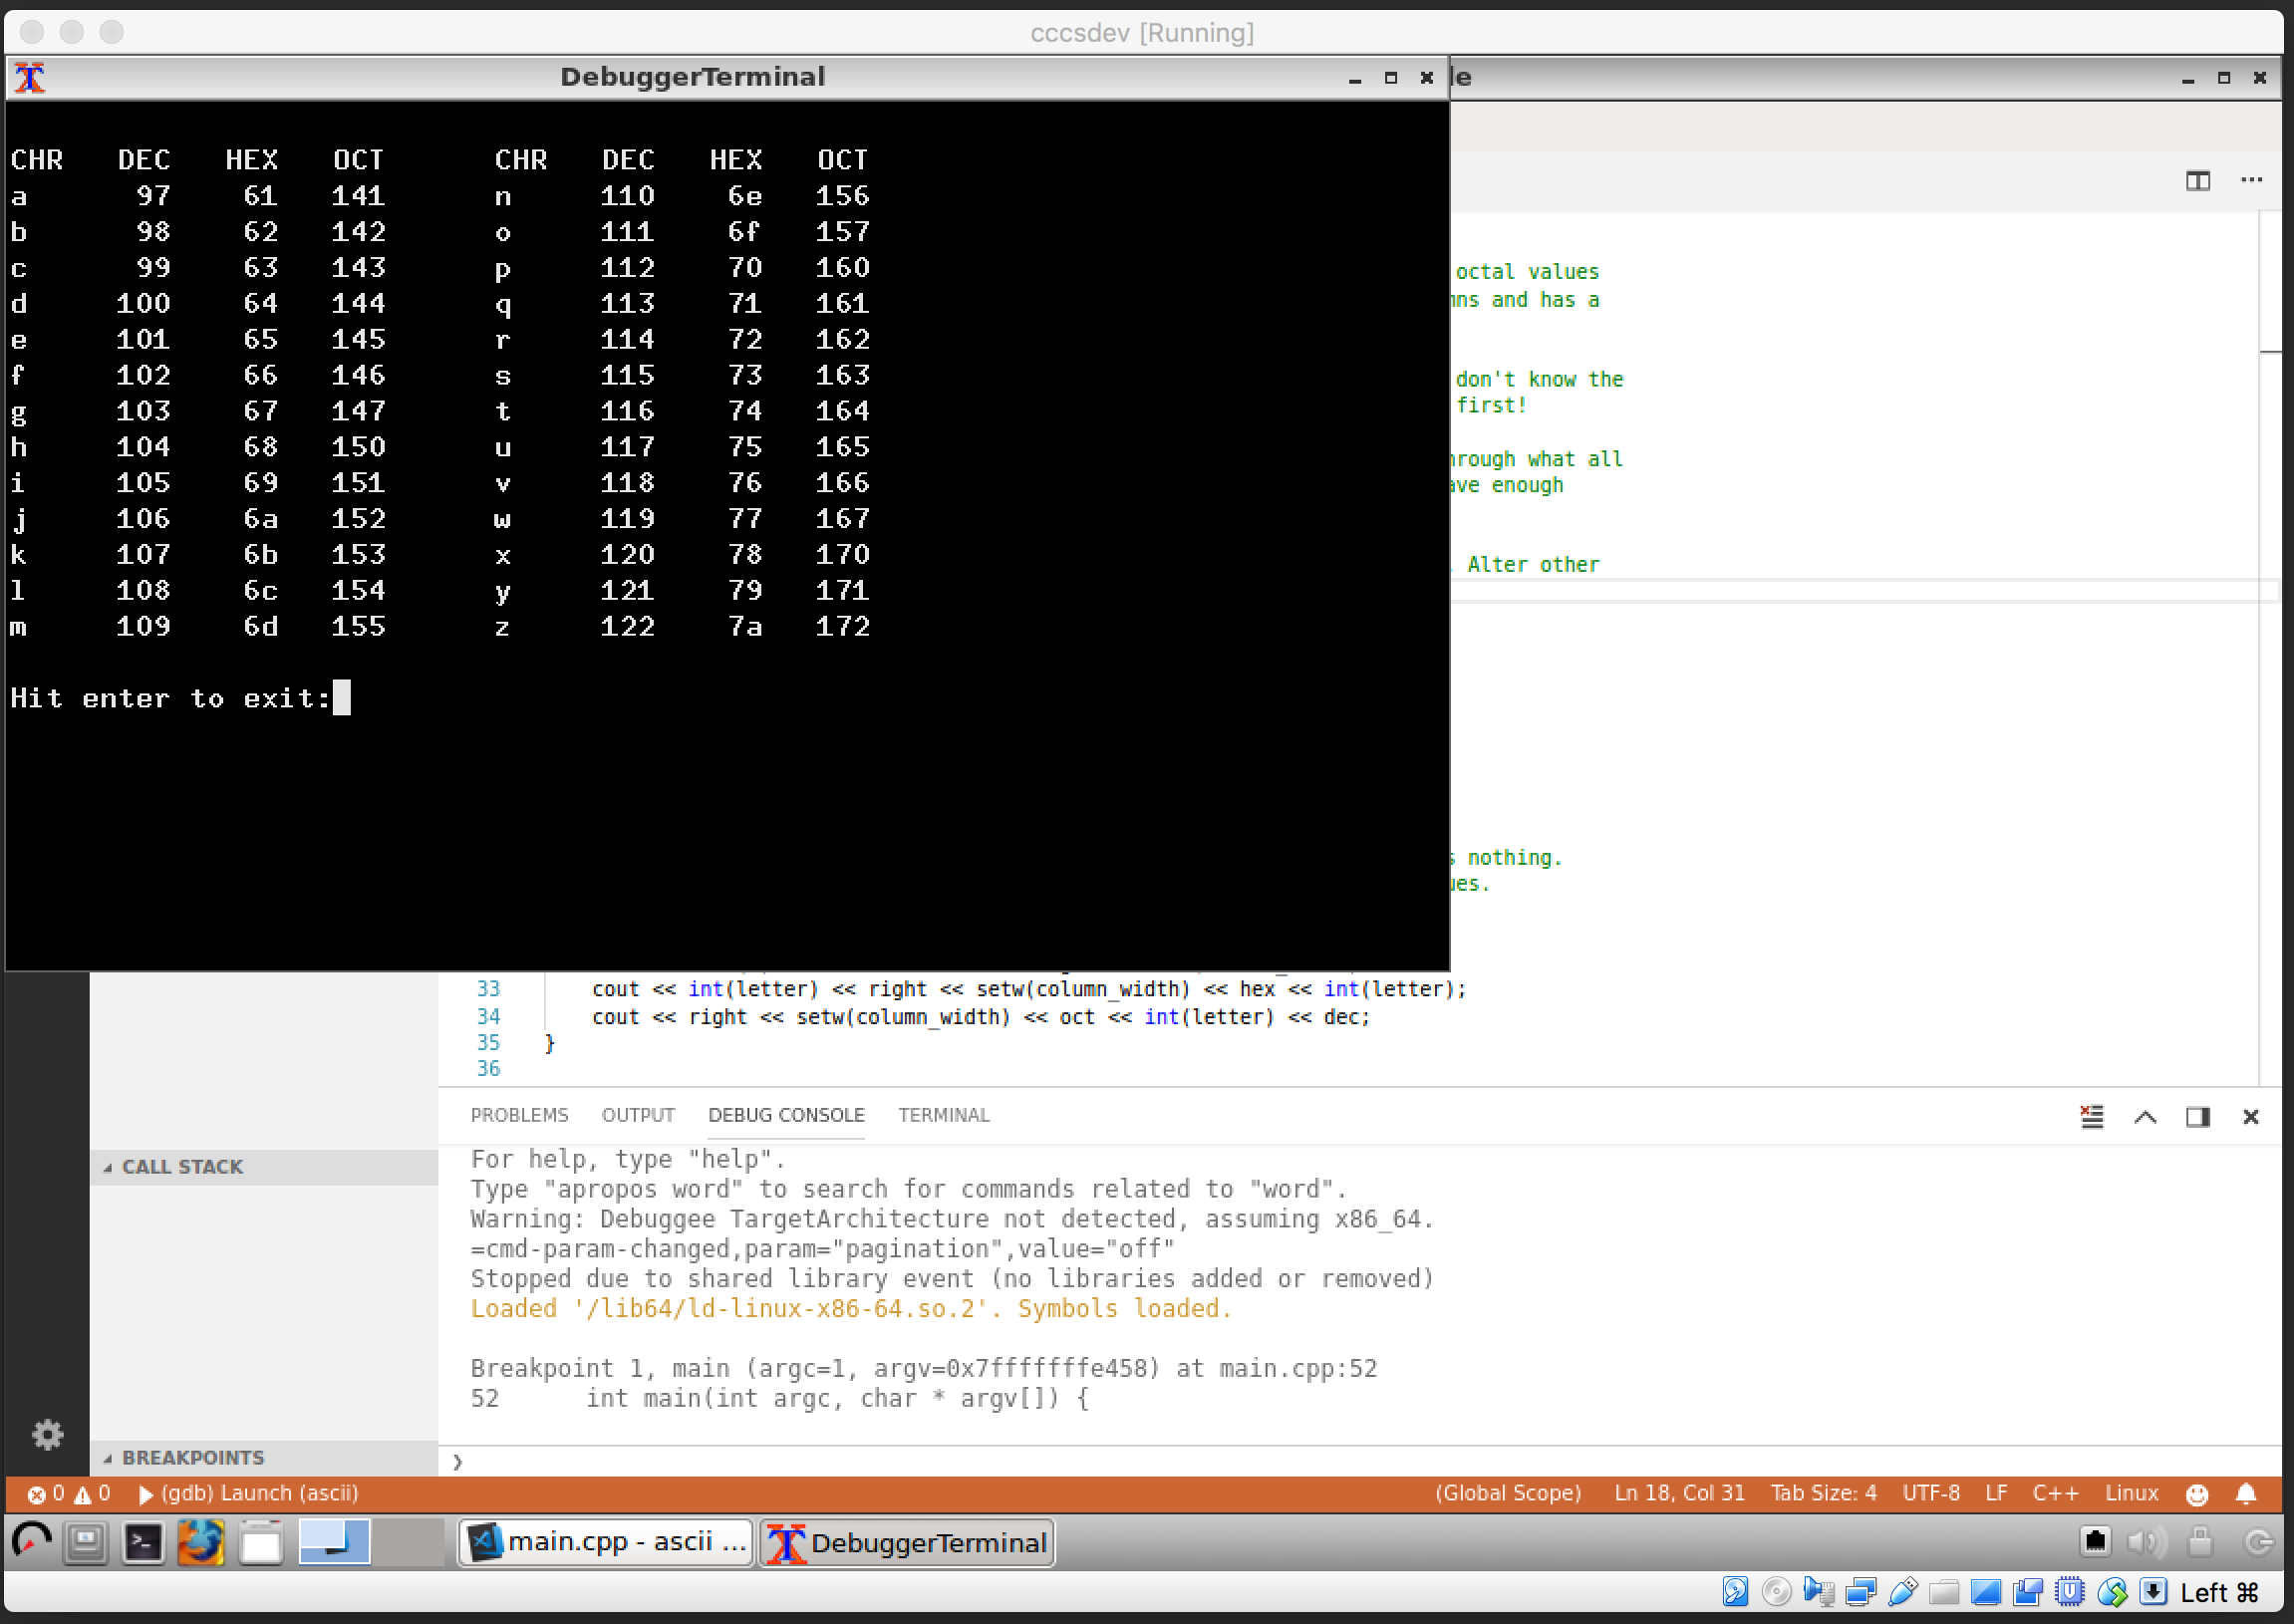 cccsdev [Running]
DebuggerTerminal
CHR DEC HEX OCT CHR DEC HEX OCT
a 97 61 141 n 110 6e 156
b 98 62 142 o 111 6f 157
c 99 63 143 p 112 70 160
d 100 64 144 q 113 71 161
e 101 65 145 r 114 72 162
f 102 66 146 s 115 73 163
g 103 67 147 t 116 74 164
h 104 68 150 u 117 75 165
i 105 69 151 v 118 76 166
j 106 6a 152 w 119 77 167
k 107 6b 153 x 120 78 170
l 108 6c 154 y 121 79 171
m 109 6d 155 z 122 7a 172
Hit enter to exit:
octal values
and has a
don't know the
first!
what all
enough
Alter other
nothing.
33 cout << int(letter) << right << setw(column_width) << hex << int(letter);
34 cout << right << setw(column_width) << oct << int(letter) << dec;
35 }
36
PROBLEMS OUTPUT DEBUG CONSOLE TERMINAL
For help, type "help".
Type "apropos word" to search for commands related to "word".
Warning: Debuggee TargetArchitecture not detected, assuming x86_64.
=cmd-param-changed,param="pagination",value="off"
Stopped due to shared library event (no libraries added or removed)
Loaded '/lib64/ld-linux-x86-64.so.2'. Symbols loaded.
Breakpoint 1, main (argc=1, argv=0x7fffffffe458) at main.cpp:52
52 int main(int argc, char * argv[]) {
❯
CALL STACK
BREAKPOINTS
0 0 (gdb) Launch (ascii) (Global Scope) Ln 18, Col 31 Tab Size: 4 UTF-8 LF C++ Linux
main.cpp - ascii ... DebuggerTerminal
Left ⌘